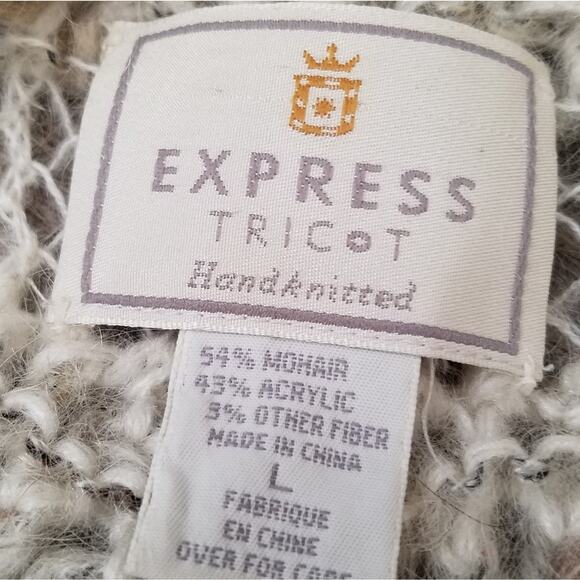 EXPRESS
TRICOT
Handknitted
54% MOHAIR
43% ACRYLIC
3% OTHER FIBER
MADE IN CHINA
L
FABRIQUE
EN CHINE
OVER FOR CARE